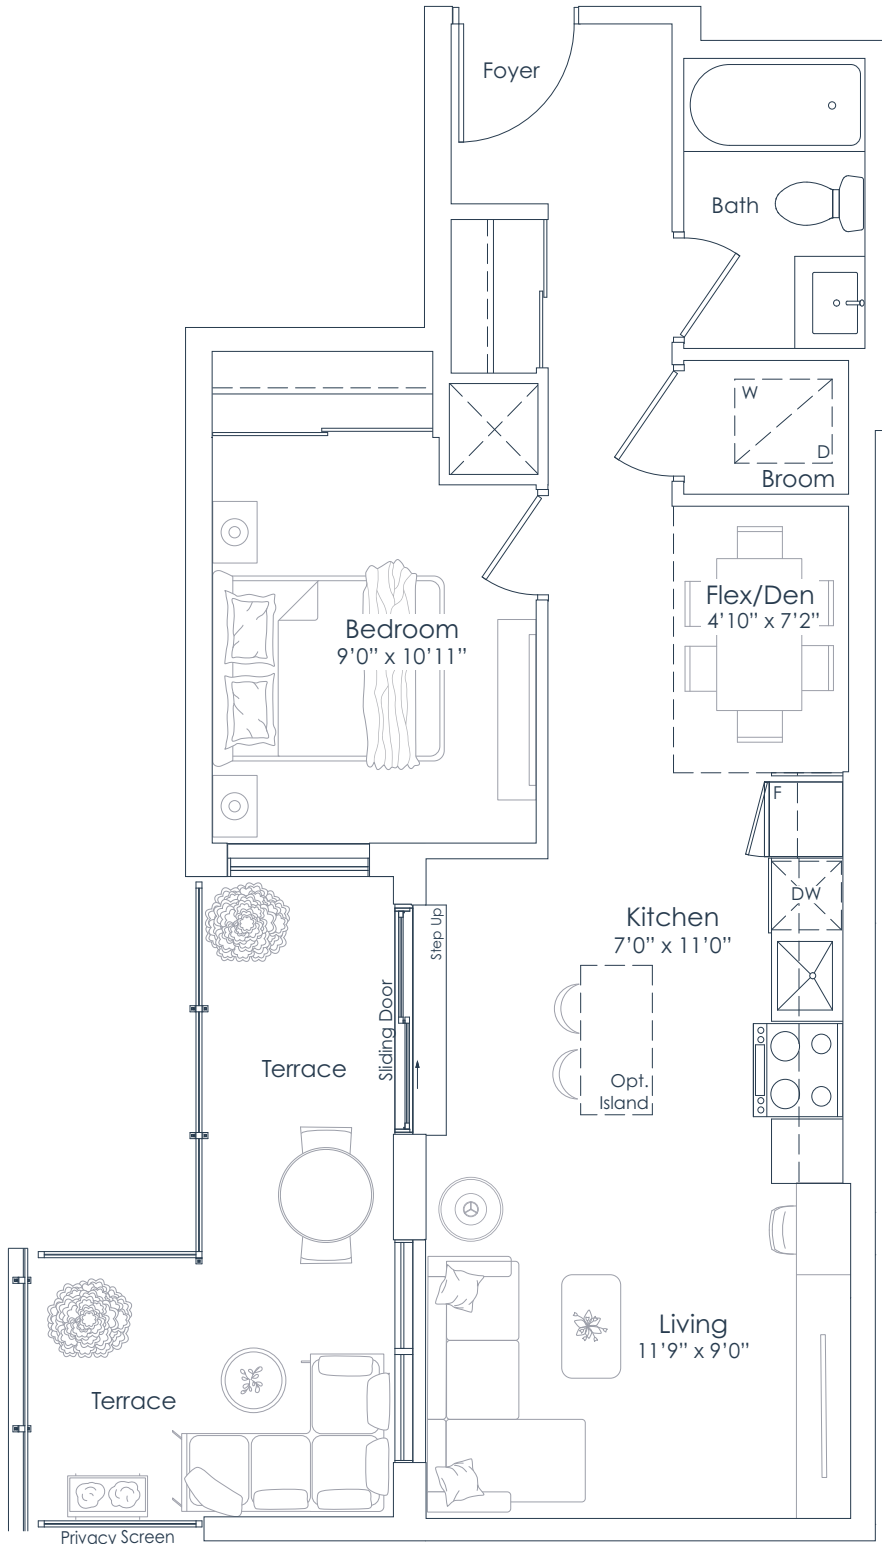 Foyer
Bath
W
D
Broom
Flex/Den
4’10” x 7’2”
Bedroom
9’0” x 10’11”
F
DW
Kitchen
7’0” x 11’0”
Step Up
Sliding Door
Terrace
Opt.
Island
Living
11’9” x 9’0”
Terrace
Privacy Screen